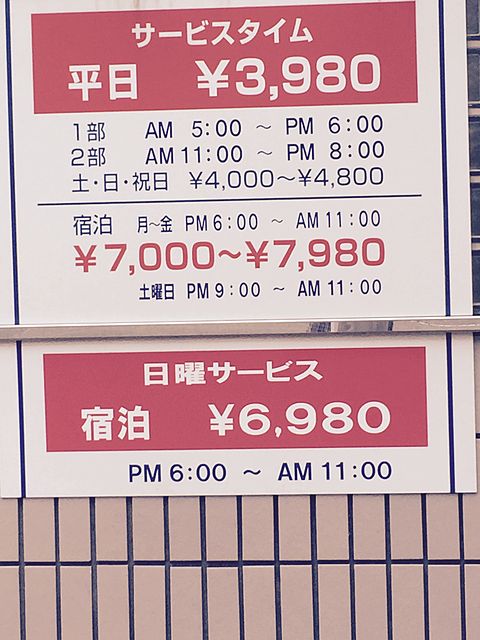 サービスタイム
平日 ¥3,980
1部 AM 5:00 ～ PM 6:00
2部 AM 11:00 ～ PM 8:00
土・日・祝日 ¥4,000～¥4,800
宿泊 月～金 PM 6:00 ～ AM 11:00
¥7,000～¥7,980
土曜日 PM 9:00 ～ AM 11:00
日曜サービス
宿泊 ¥6,980
PM 6:00 ～ AM 11:00